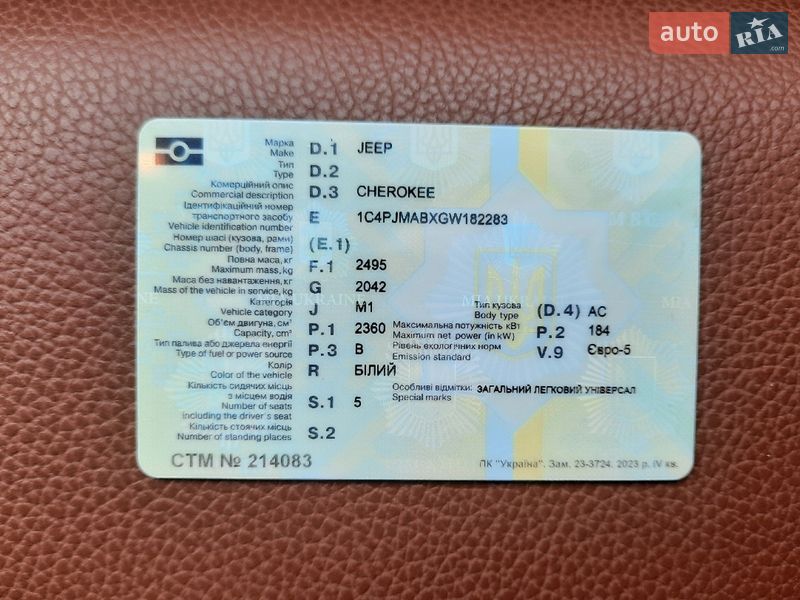 auto RIA .com
Марка
Make D.1 JEEP
Тип
Type D.2
Комерційний опис
Commercial description D.3 CHEROKEE
Ідентифікаційний номер
транспортного засобу E 1C4PJMABXGW182283
Vehicle identification number
Номер шасі (кузова, рами)
Chassis number (body, frame) (E.1)
Повна маса, кг
Maximum mass, kg F.1 2495
Маса без навантаження, кг
Mass of the vehicle in service, kg G 2042
Категорія
Vehicle category J M1
Тип кузова
Body type (D.4) AC
Об'єм двигуна, см³
Capacity, cm³ P.1 2360
Максимальна потужність кВт
Maximum net power (in kW) P.2 184
Тип палива або джерела енергії
Type of fuel or power source P.3 B
Рівень екологічних норм
Emission standard V.9 Євро-5
Колір
Color of the vehicle R БІЛИЙ
Кількість сидячих місць
з місцем водія
Number of seats S.1 5
including the driver's seat
Особливі відмітки: ЗАГАЛЬНИЙ ЛЕГКОВИЙ УНІВЕРСАЛ
Special marks
Кількість стоячих місць
Number of standing places S.2
СТМ № 214083
ПК "Україна". Зам. 23-3724. 2023 р. IV кв.